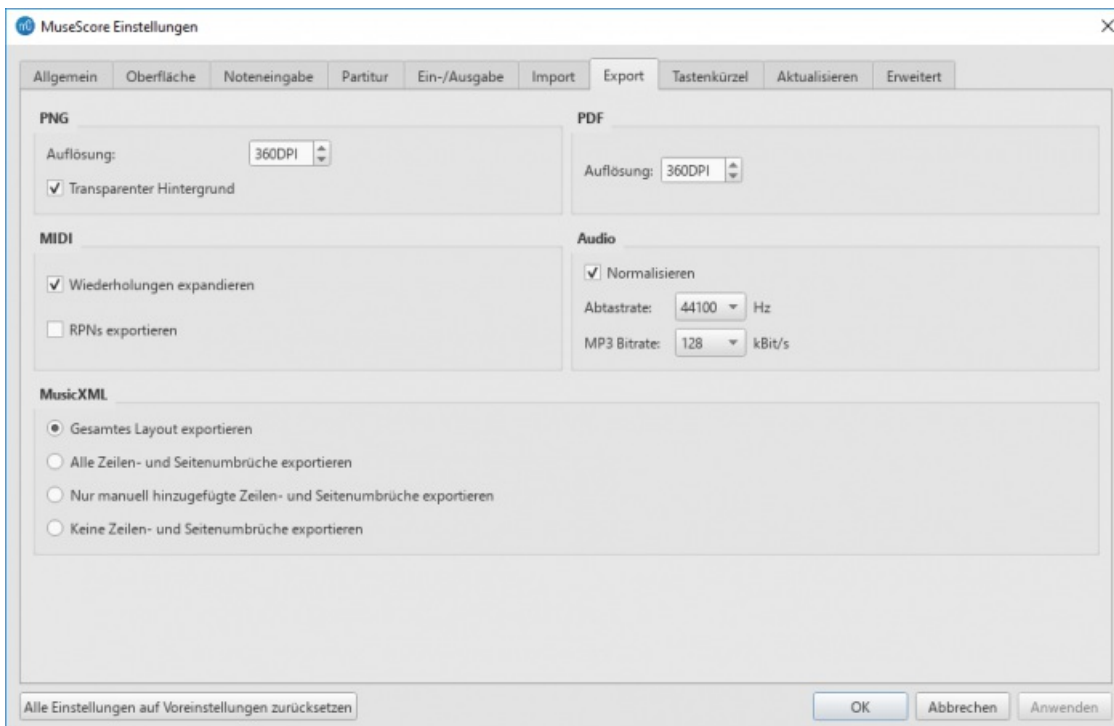 MuseScore Einstellungen
Allgemein Oberfläche Noteneingabe Partitur Ein-/Ausgabe Import Export Tastenkürzel Aktualisieren Erweitert
PNG
Auflösung: 360DPI
Transparenter Hintergrund
PDF
Auflösung: 360DPI
MIDI
Wiederholungen expandieren
RPNs exportieren
Audio
Normalisieren
Abtastrate: 44100 Hz
MP3 Bitrate: 128 kBit/s
MusicXML
Gesamtes Layout exportieren
Alle Zeilen- und Seitenumbrüche exportieren
Nur manuell hinzugefügte Zeilen- und Seitenumbrüche exportieren
Keine Zeilen- und Seitenumbrüche exportieren
Alle Einstellungen auf Voreinstellungen zurücksetzen OK Abbrechen Anwenden